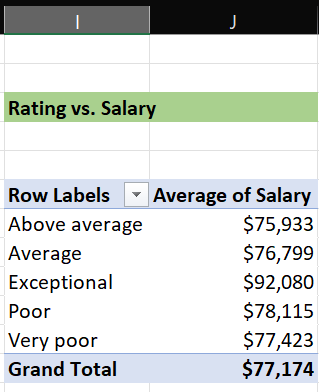 I J
Rating vs. Salary
Row Labels Average of Salary
Above average $75,933
Average $76,799
Exceptional $92,080
Poor $78,115
Very poor $77,423
Grand Total $77,174